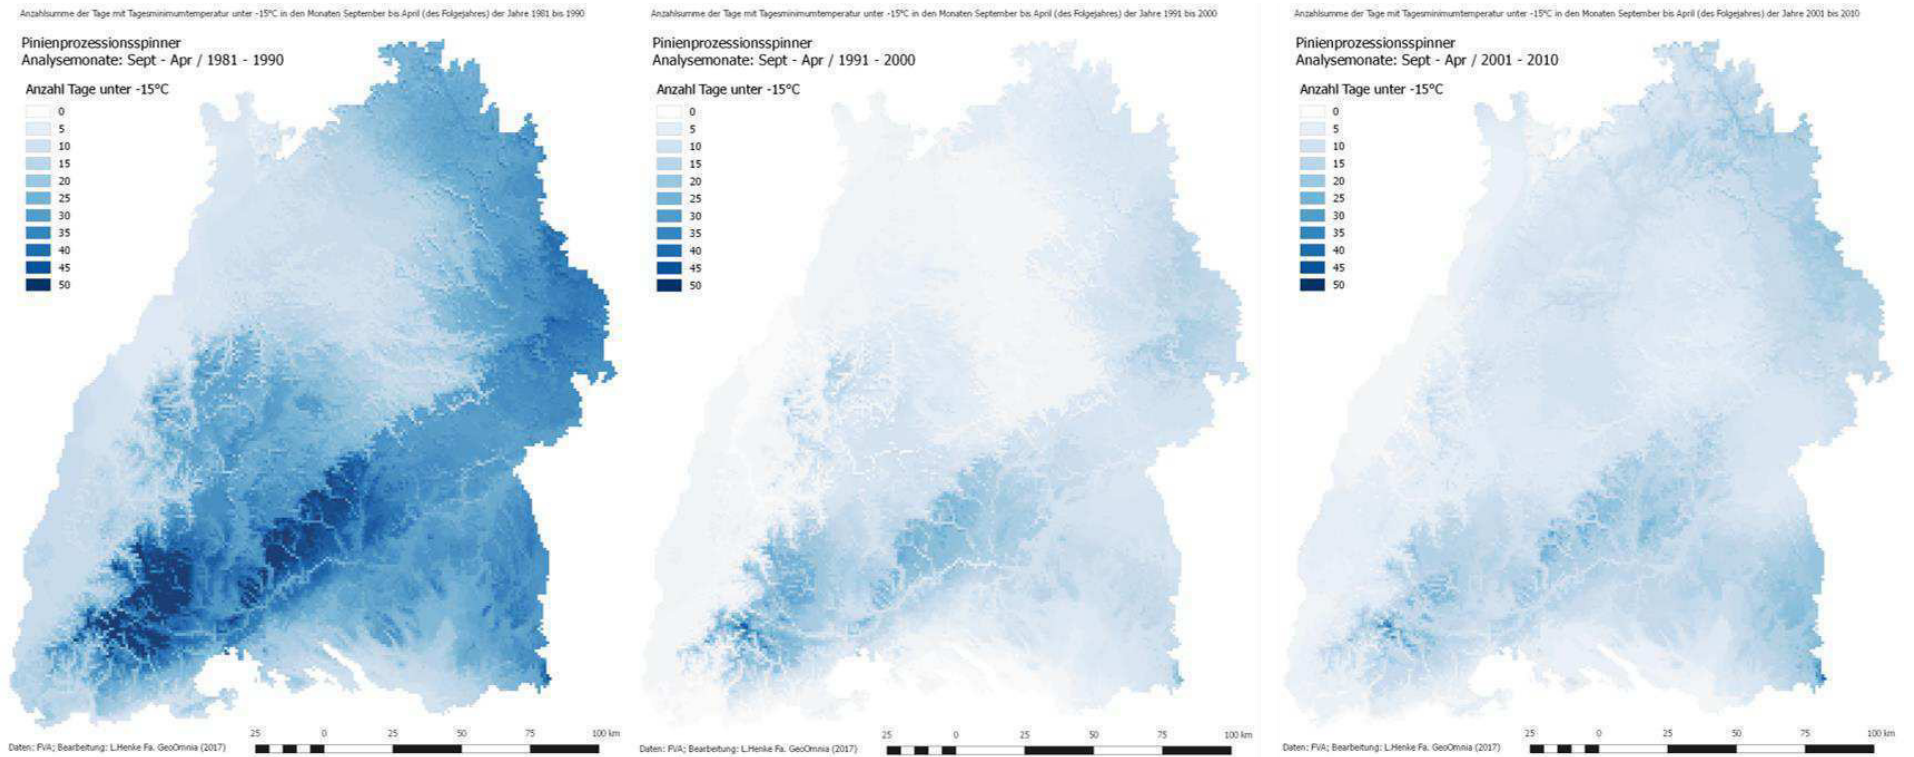 Anzahlsumme der Tage mit Tagesminimumtemperatur unter -15°C in den Monaten September bis April (des Folgejahres) der Jahre 1981 bis 1990
Pinienprozessionsspinner
Analysemonate: Sept - Apr / 1981 - 1990
Anzahl Tage unter -15°C
0
5
10
15
20
25
30
35
40
45
50
25 0 25 50 75 100 km
Daten: FVA; Bearbeitung: L.Henke Fa. GeoOmnia (2017)
Anzahlsumme der Tage mit Tagesminimumtemperatur unter -15°C in den Monaten September bis April (des Folgejahres) der Jahre 1991 bis 2000
Pinienprozessionsspinner
Analysemonate: Sept - Apr / 1991 - 2000
Anzahl Tage unter -15°C
0
5
10
15
20
25
30
35
40
45
50
25 0 25 50 75 100 km
Daten: FVA; Bearbeitung: L.Henke Fa. GeoOmnia (2017)
Anzahlsumme der Tage mit Tagesminimumtemperatur unter -15°C in den Monaten September bis April (des Folgejahres) der Jahre 2001 bis 2010
Pinienprozessionsspinner
Analysemonate: Sept - Apr / 2001 - 2010
Anzahl Tage unter -15°C
0
5
10
15
20
25
30
35
40
45
50
25 0 25 50 75 100 km
Daten: FVA; Bearbeitung: L.Henke Fa. GeoOmnia (2017)